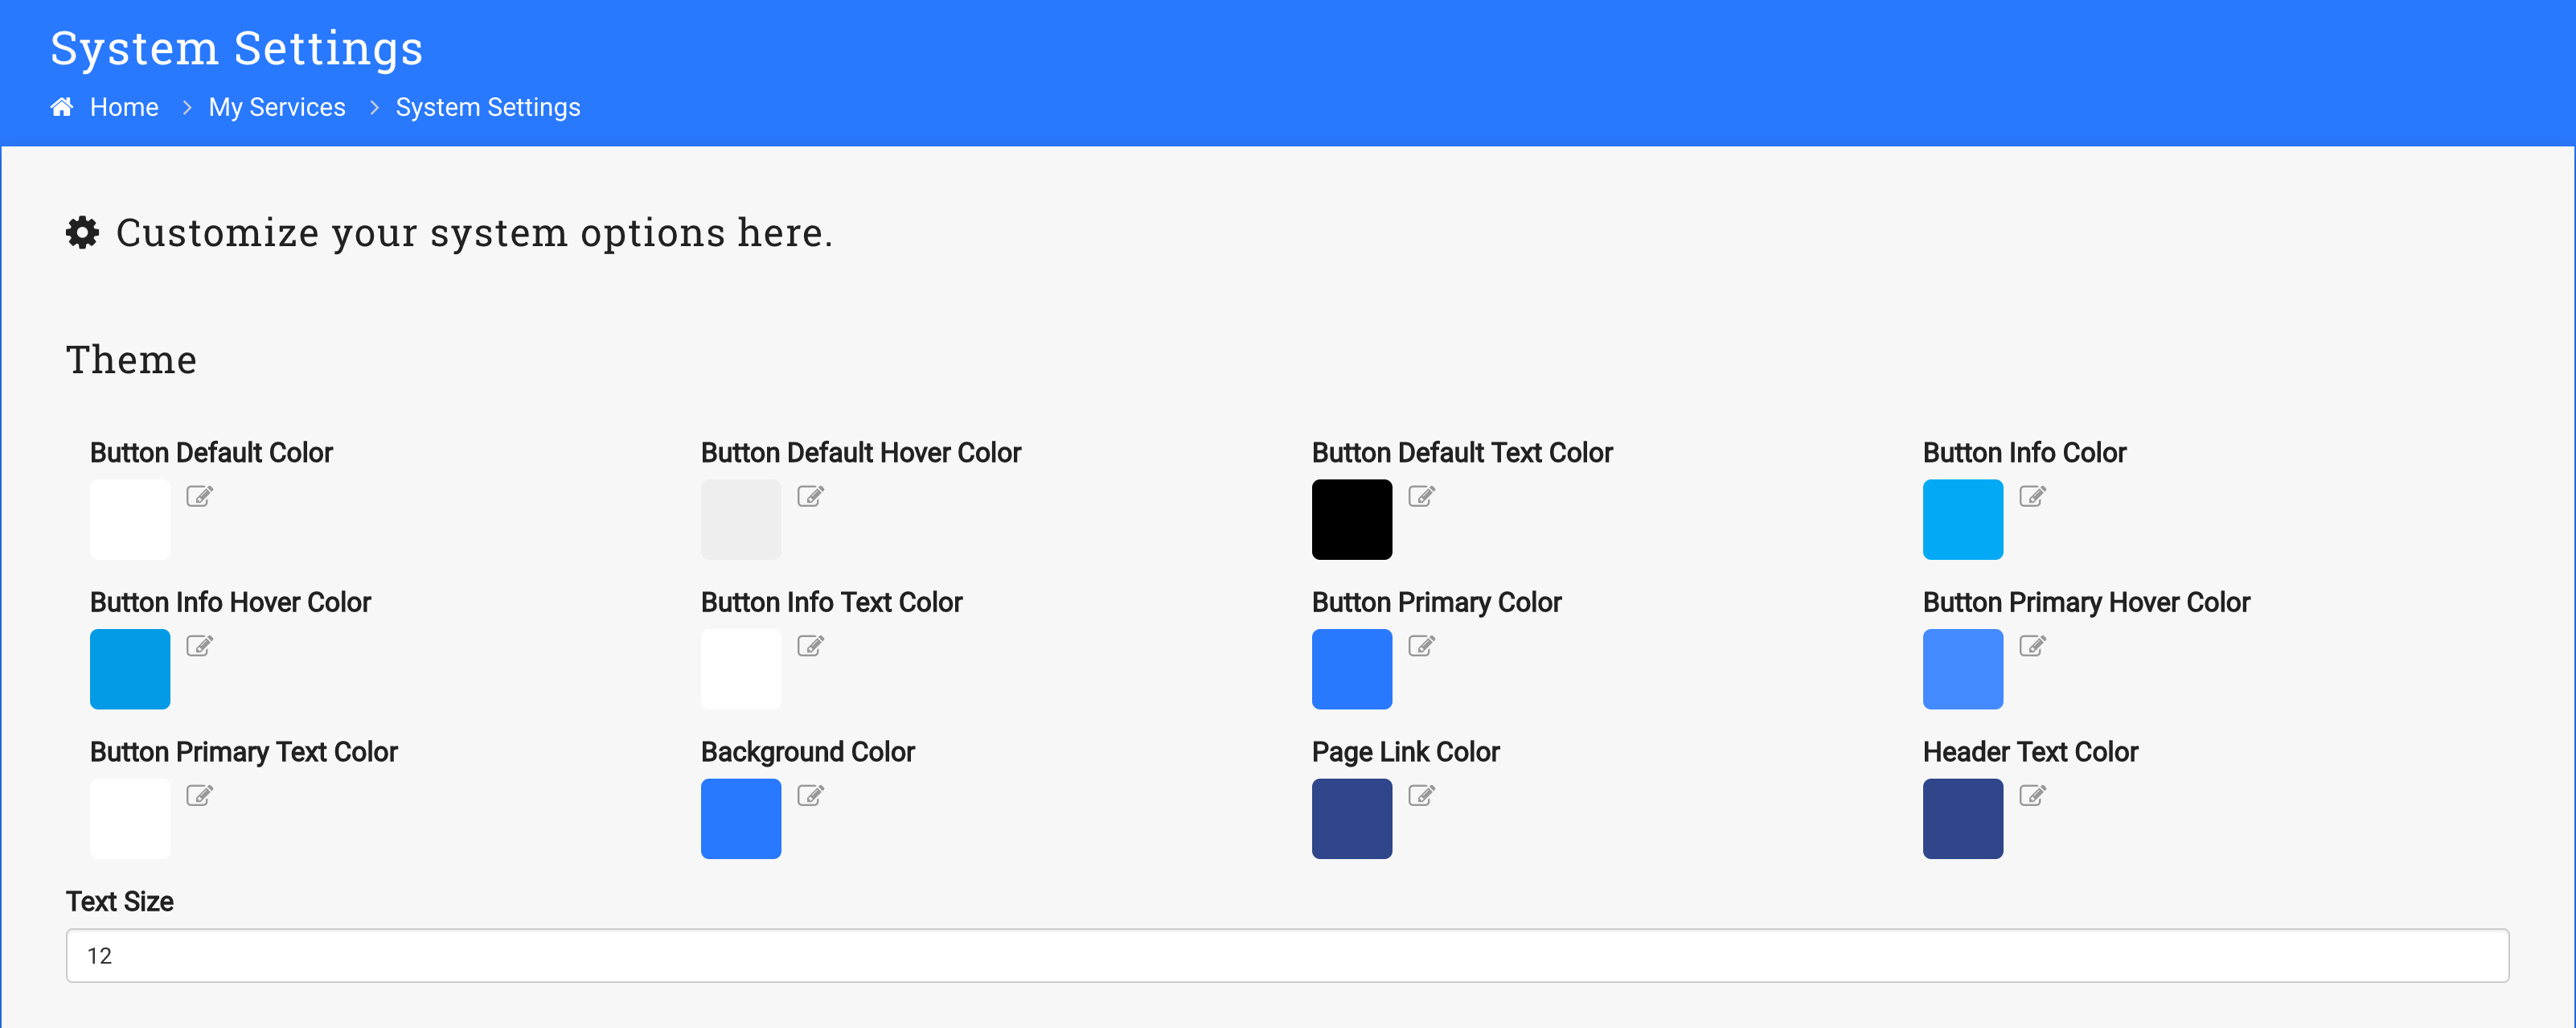 System Settings
Home > My Services > System Settings
Customize your system options here.
Theme
Button Default Color
Button Default Hover Color
Button Default Text Color
Button Info Color
Button Info Hover Color
Button Info Text Color
Button Primary Color
Button Primary Hover Color
Button Primary Text Color
Background Color
Page Link Color
Header Text Color
Text Size
12